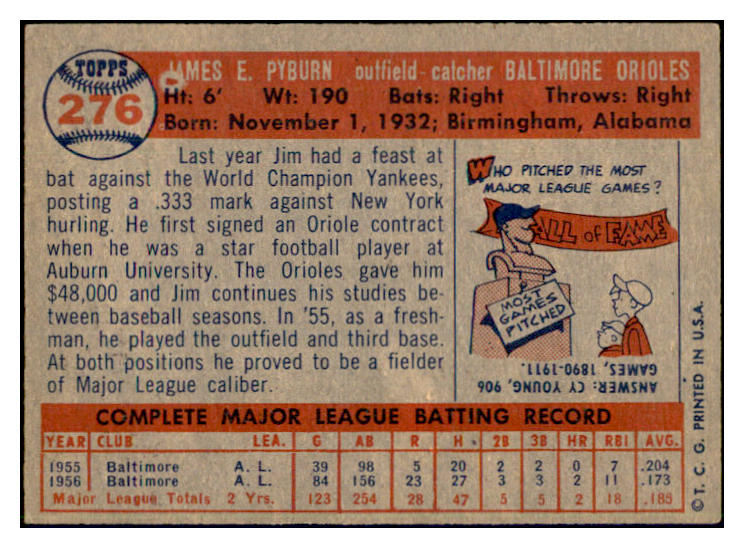 TOPPS
276
JAMES E. PYBURN outfield-catcher BALTIMORE ORIOLES
Ht: 6' Wt: 190 Bats: Right Throws: Right
Born: November 1, 1932; Birmingham, Alabama
Last year Jim had a feast at
bat against the World Champion Yankees,
posting a .333 mark against New York
hurling. He first signed an Oriole contract
when he was a star football player at
Auburn University. The Orioles gave him
$48,000 and Jim continues his studies be-
tween baseball seasons. In '55, as a fresh-
man, he played the outfield and third base.
At both positions he proved to be a fielder
of Major League caliber.
WHO PITCHED THE MOST
MAJOR LEAGUE GAMES?
HALL of FAME
MOST
GAMES
PITCHED
ANSWER: CY YOUNG, 906
GAMES, 1890-1911.
COMPLETE MAJOR LEAGUE BATTING RECORD
YEAR CLUB LEA. G AB R H 2B 3B HR RBI AVG.
1955 Baltimore A. L. 39 98 5 20 2 2 0 7 .204
1956 Baltimore A. L. 84 156 23 27 3 3 2 11 .173
Major League Totals 2 Yrs. 123 254 28 47 5 5 2 18 .185
© T. C. G. PRINTED IN U.S.A.